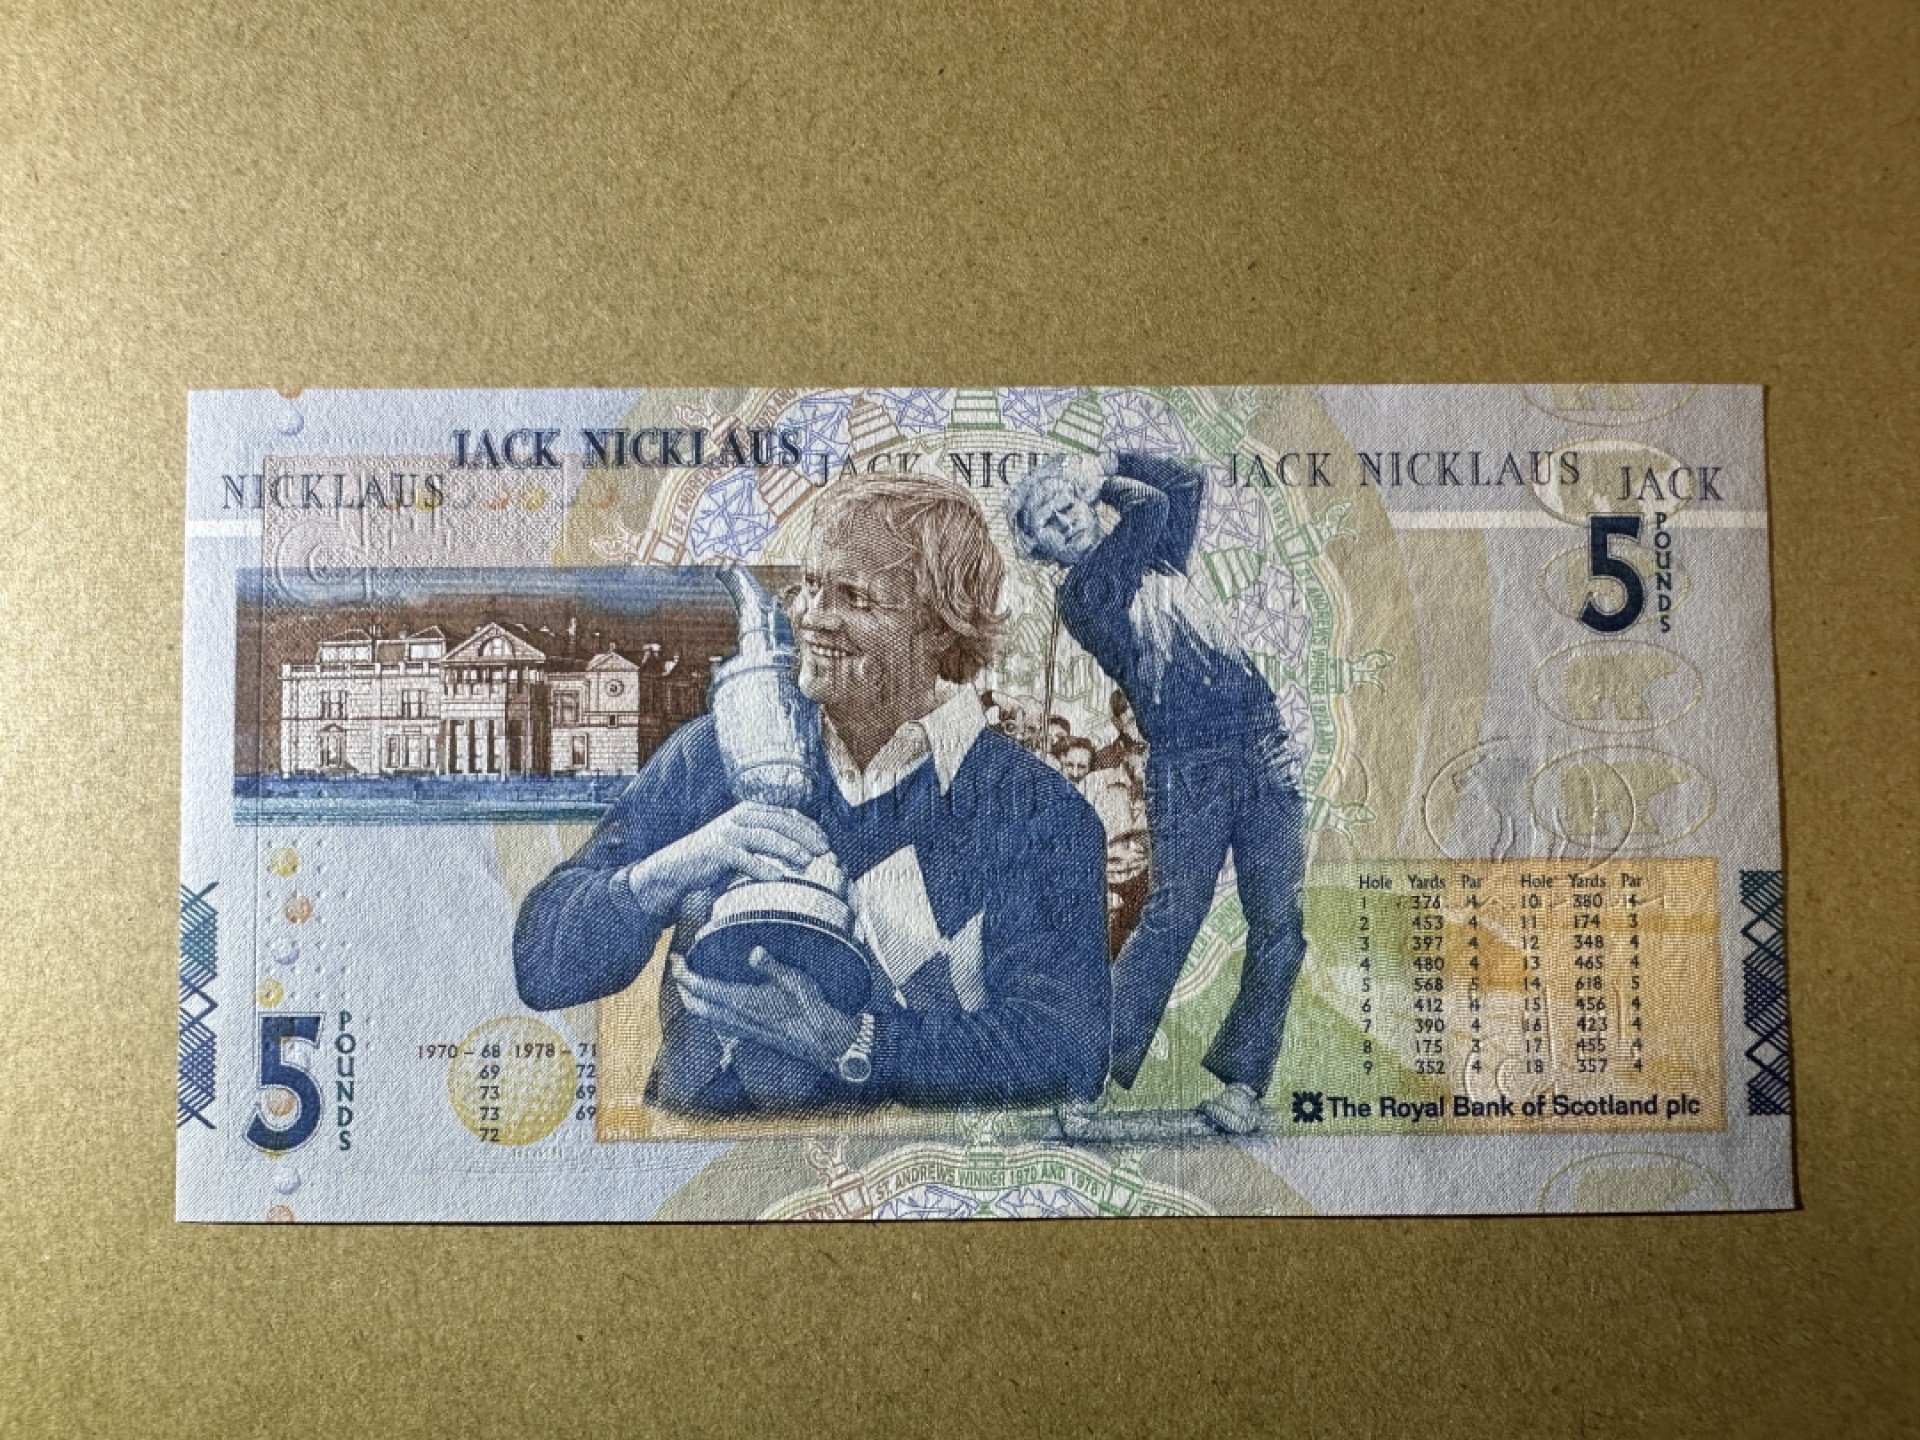 JACK NICKLAUS
NICKLAUS
JACK NICK
JACK NICKLAUS
JACK
5 POUNDS
Hole Yards Par Hole Yards Par
1 376 4 10 380 4
2 453 4 11 174 3
3 397 4 12 348 4
4 480 4 13 465 4
5 568 5 14 618 5
6 412 4 15 456 4
7 390 4 16 423 4
8 175 3 17 455 4
9 352 4 18 357 4
The Royal Bank of Scotland plc
5 POUNDS
1970 – 68 1978 – 71
69 72
73 69
73 69
72
ST ANDREWS WINNER 1970 AND 1978